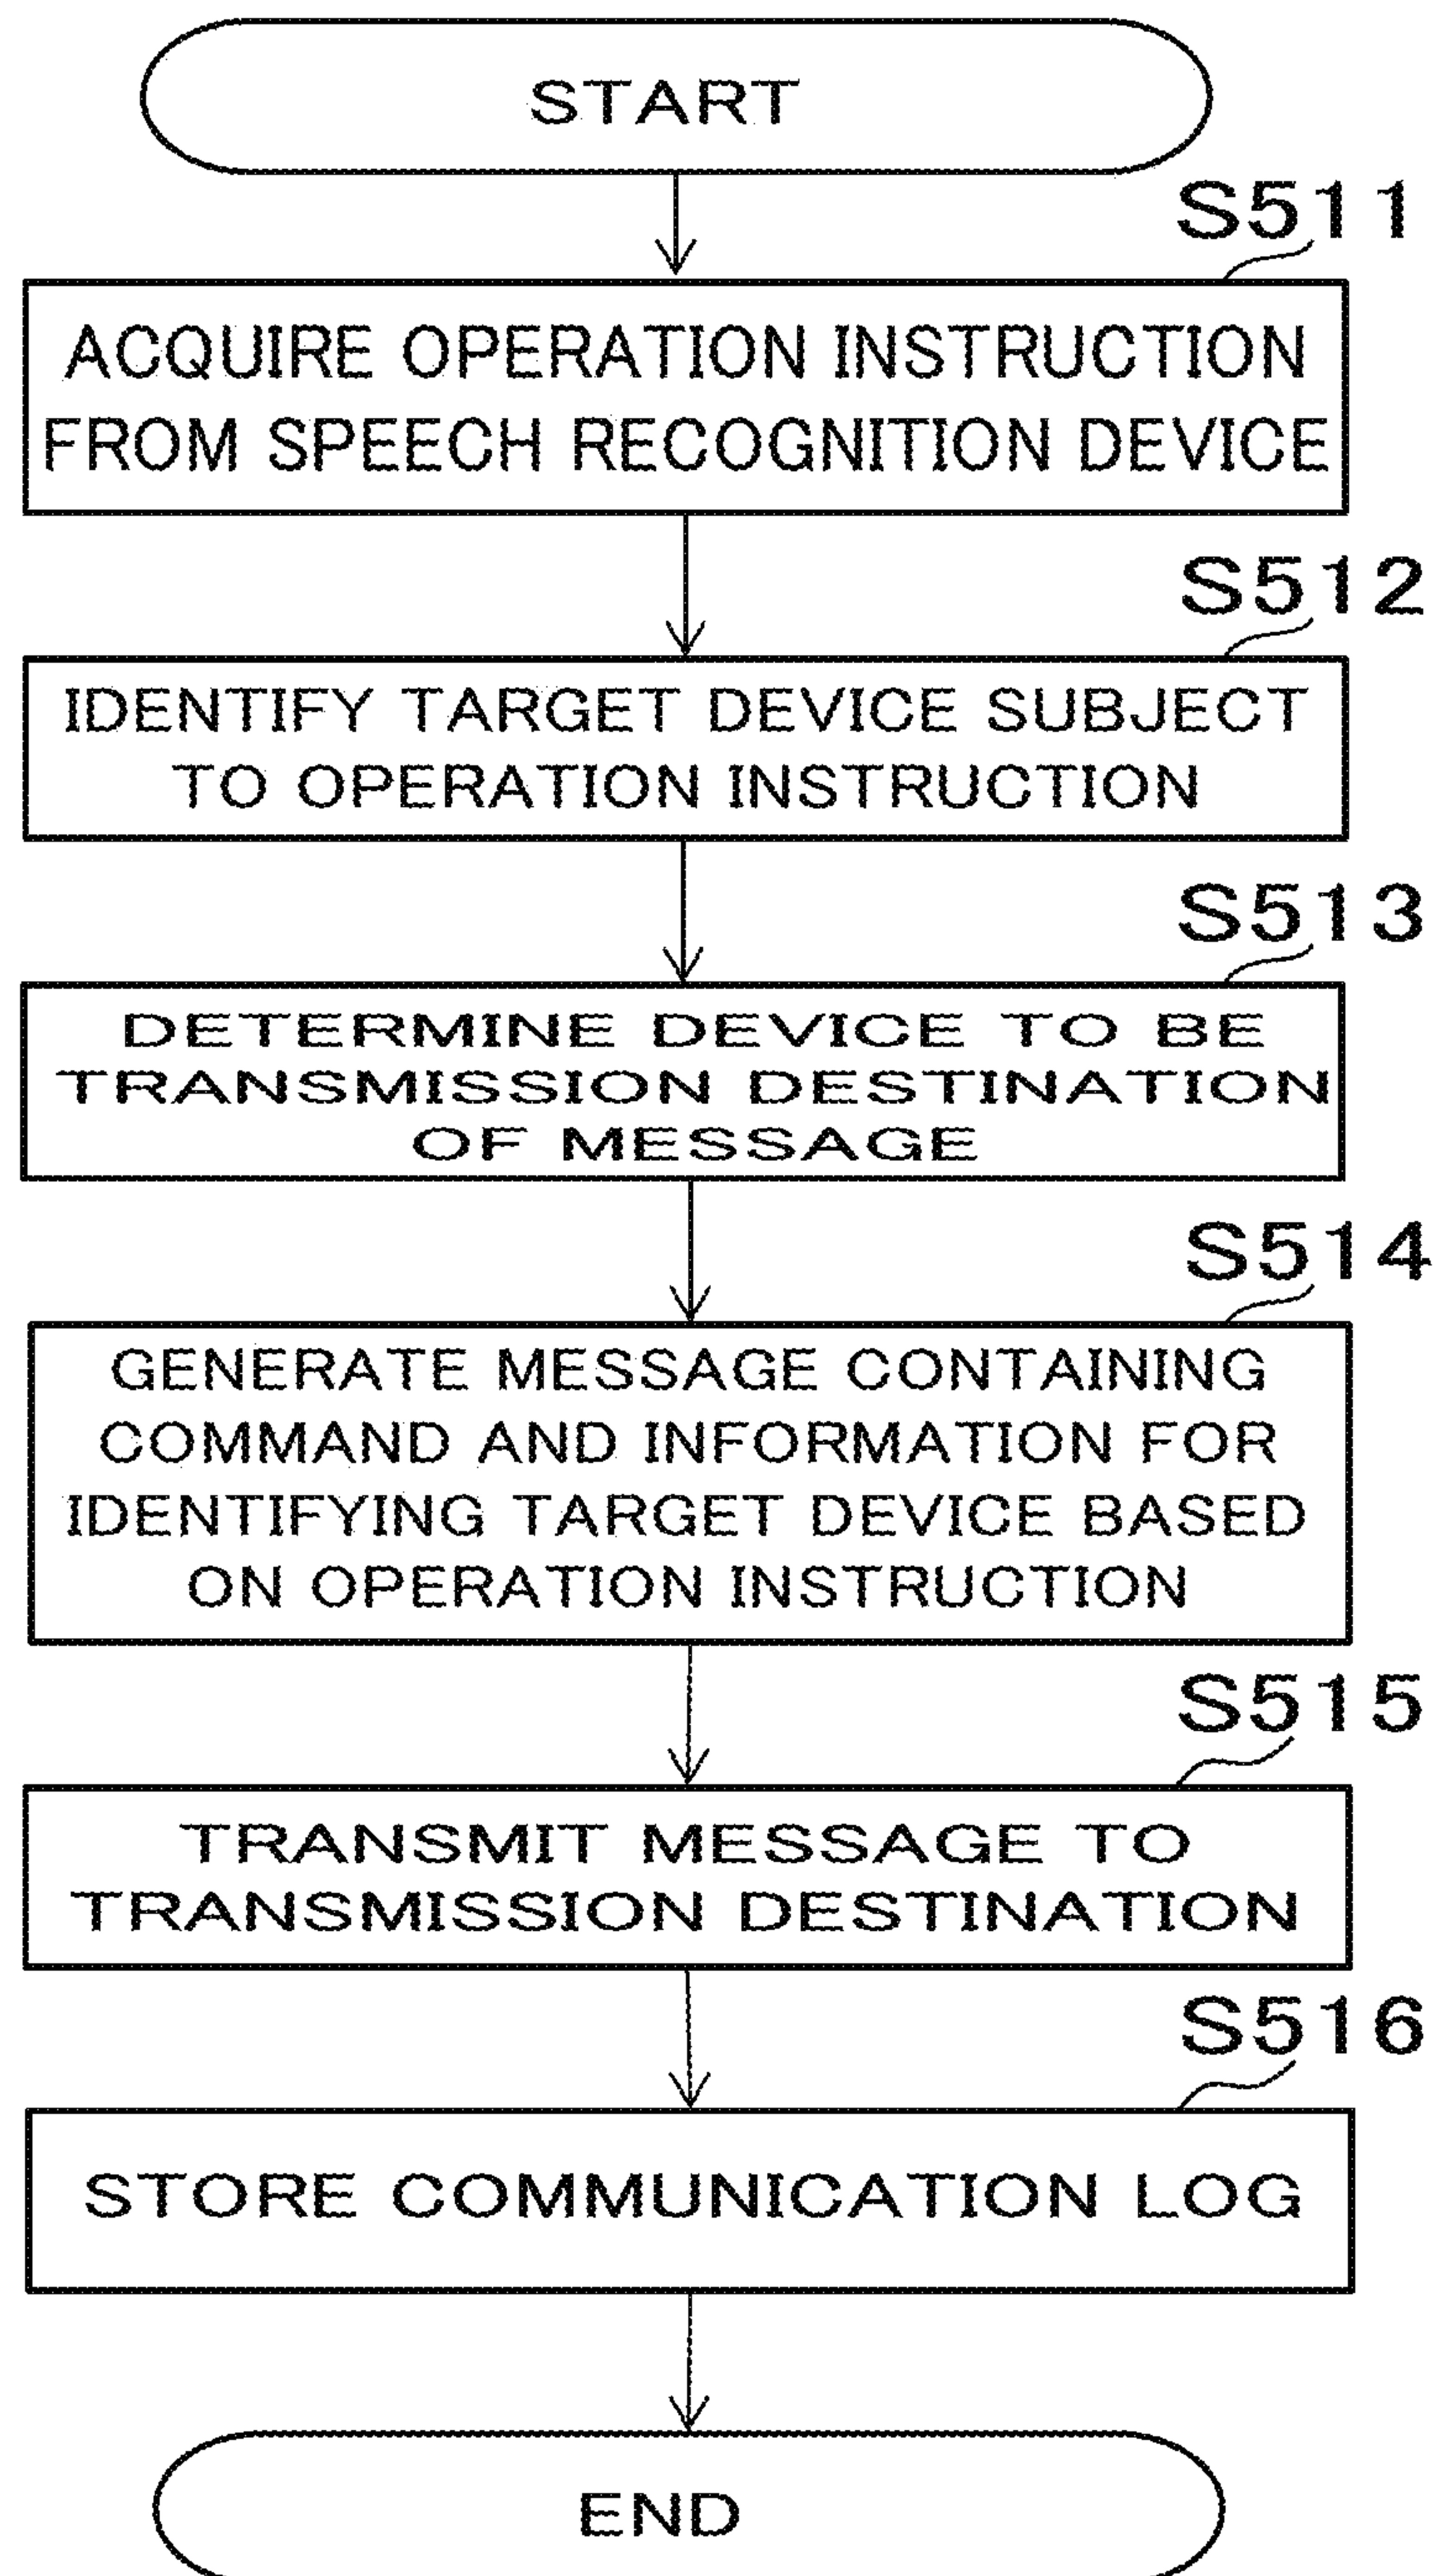 START
S511
ACQUIRE OPERATION INSTRUCTION
FROM SPEECH RECOGNITION DEVICE
S512
IDENTIFY TARGET DEVICE SUBJECT
TO OPERATION INSTRUCTION
S513
DETERMINE DEVICE TO BE
TRANSMISSION DESTINATION
OF MESSAGE
S514
GENERATE MESSAGE CONTAINING
COMMAND AND INFORMATION FOR
IDENTIFYING TARGET DEVICE BASED
ON OPERATION INSTRUCTION
S515
TRANSMIT MESSAGE TO
TRANSMISSION DESTINATION
S516
STORE COMMUNICATION LOG
END